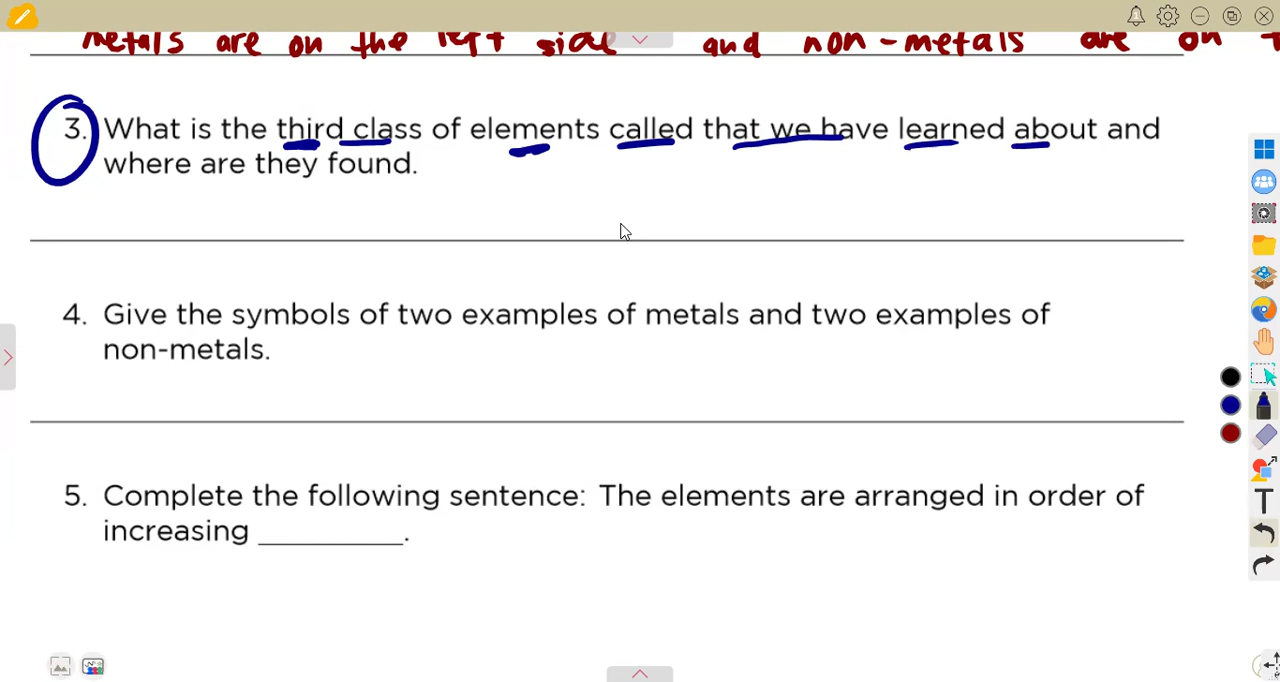 metals are on the left side and non-metals are on
3. What is the third class of elements called that we have learned about and
where are they found.
4. Give the symbols of two examples of metals and two examples of
non-metals.
5. Complete the following sentence: The elements are arranged in order of
increasing __________.